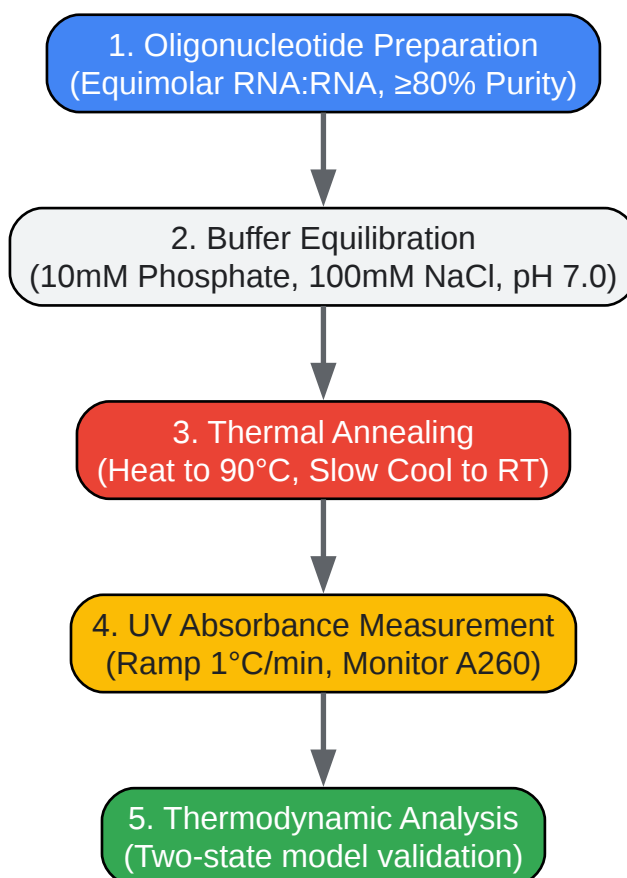 1. Oligonucleotide Preparation
(Equimolar RNA:RNA, ≥80% Purity)
2. Buffer Equilibration
(10mM Phosphate, 100mM NaCl, pH 7.0)
3. Thermal Annealing
(Heat to 90°C, Slow Cool to RT)
4. UV Absorbance Measurement
(Ramp 1°C/min, Monitor A260)
5. Thermodynamic Analysis
(Two-state model validation)